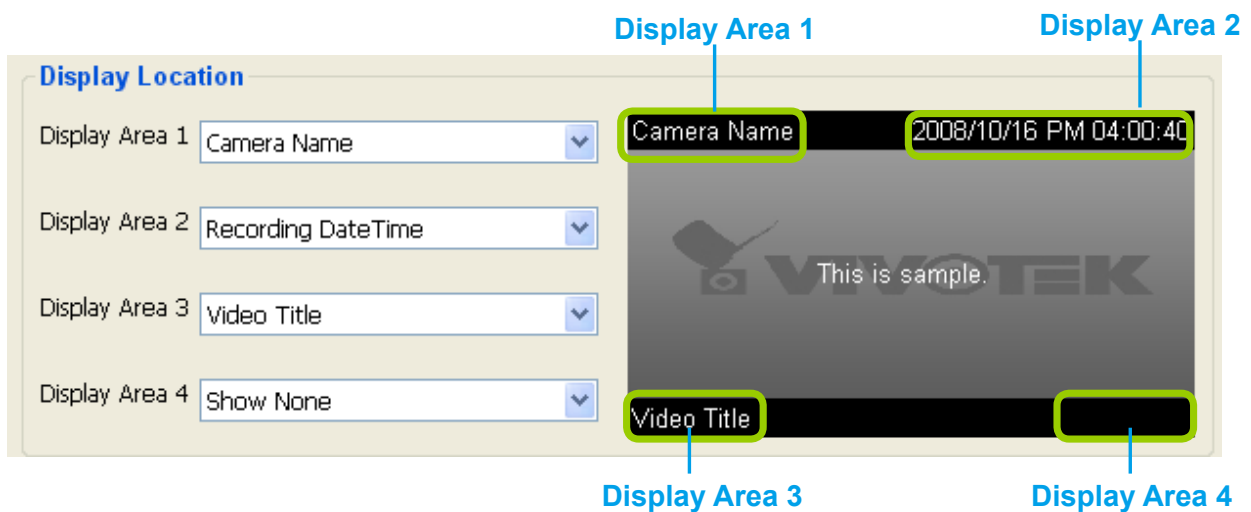 Display Area 1
Display Area 2
Display Location
Display Area 1
Camera Name
Display Area 2
Recording DateTime
Display Area 3
Video Title
Display Area 4
Show None
Camera Name
2008/10/16 PM 04:00:40
VIVOTEK
This is sample.
Video Title
Display Area 3
Display Area 4